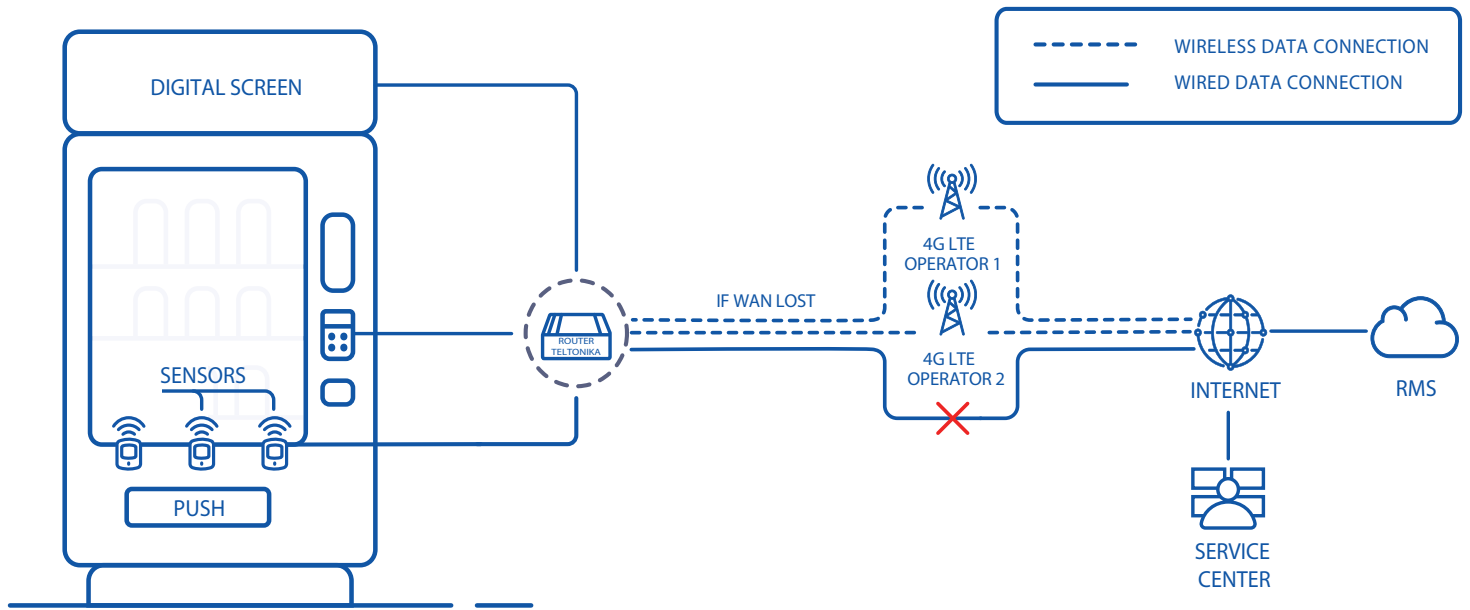 DIGITAL SCREEN
WIRELESS DATA CONNECTION
WIRED DATA CONNECTION
4G LTE
OPERATOR 1
IF WAN LOST
ROUTER
TELTONIKA
4G LTE
OPERATOR 2
SENSORS
INTERNET
RMS
PUSH
SERVICE
CENTER